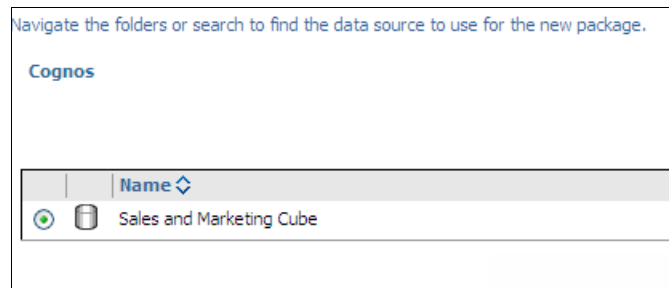 Navigate the folders or search to find the data source to use for the new package.
Cognos
Name
Sales and Marketing Cube